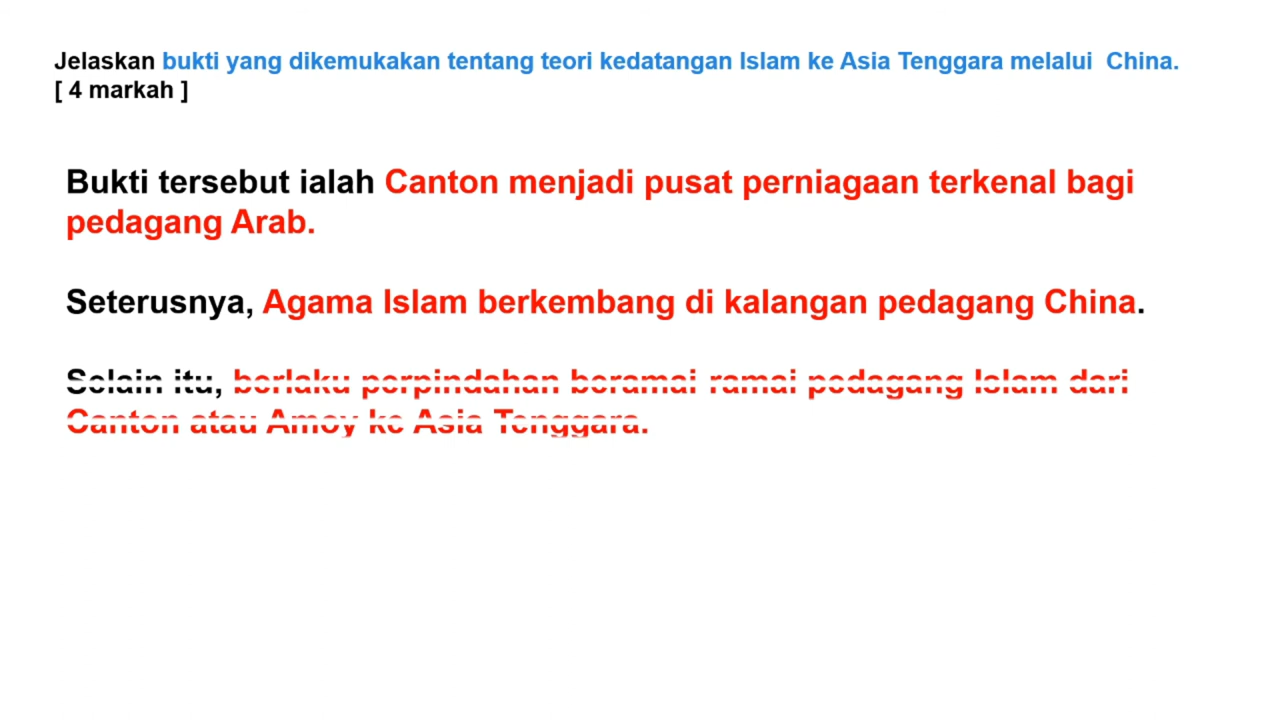 Jelaskan bukti yang dikemukakan tentang teori kedatangan Islam ke Asia Tenggara melalui China.
[ 4 markah ]
Bukti tersebut ialah Canton menjadi pusat perniagaan terkenal bagi
pedagang Arab.
Seterusnya, Agama Islam berkembang di kalangan pedagang China.
Selain itu, berlaku perpindahan beramai ramai pedagang Islam dari
Canton atau Amoy ke Asia Tenggara.